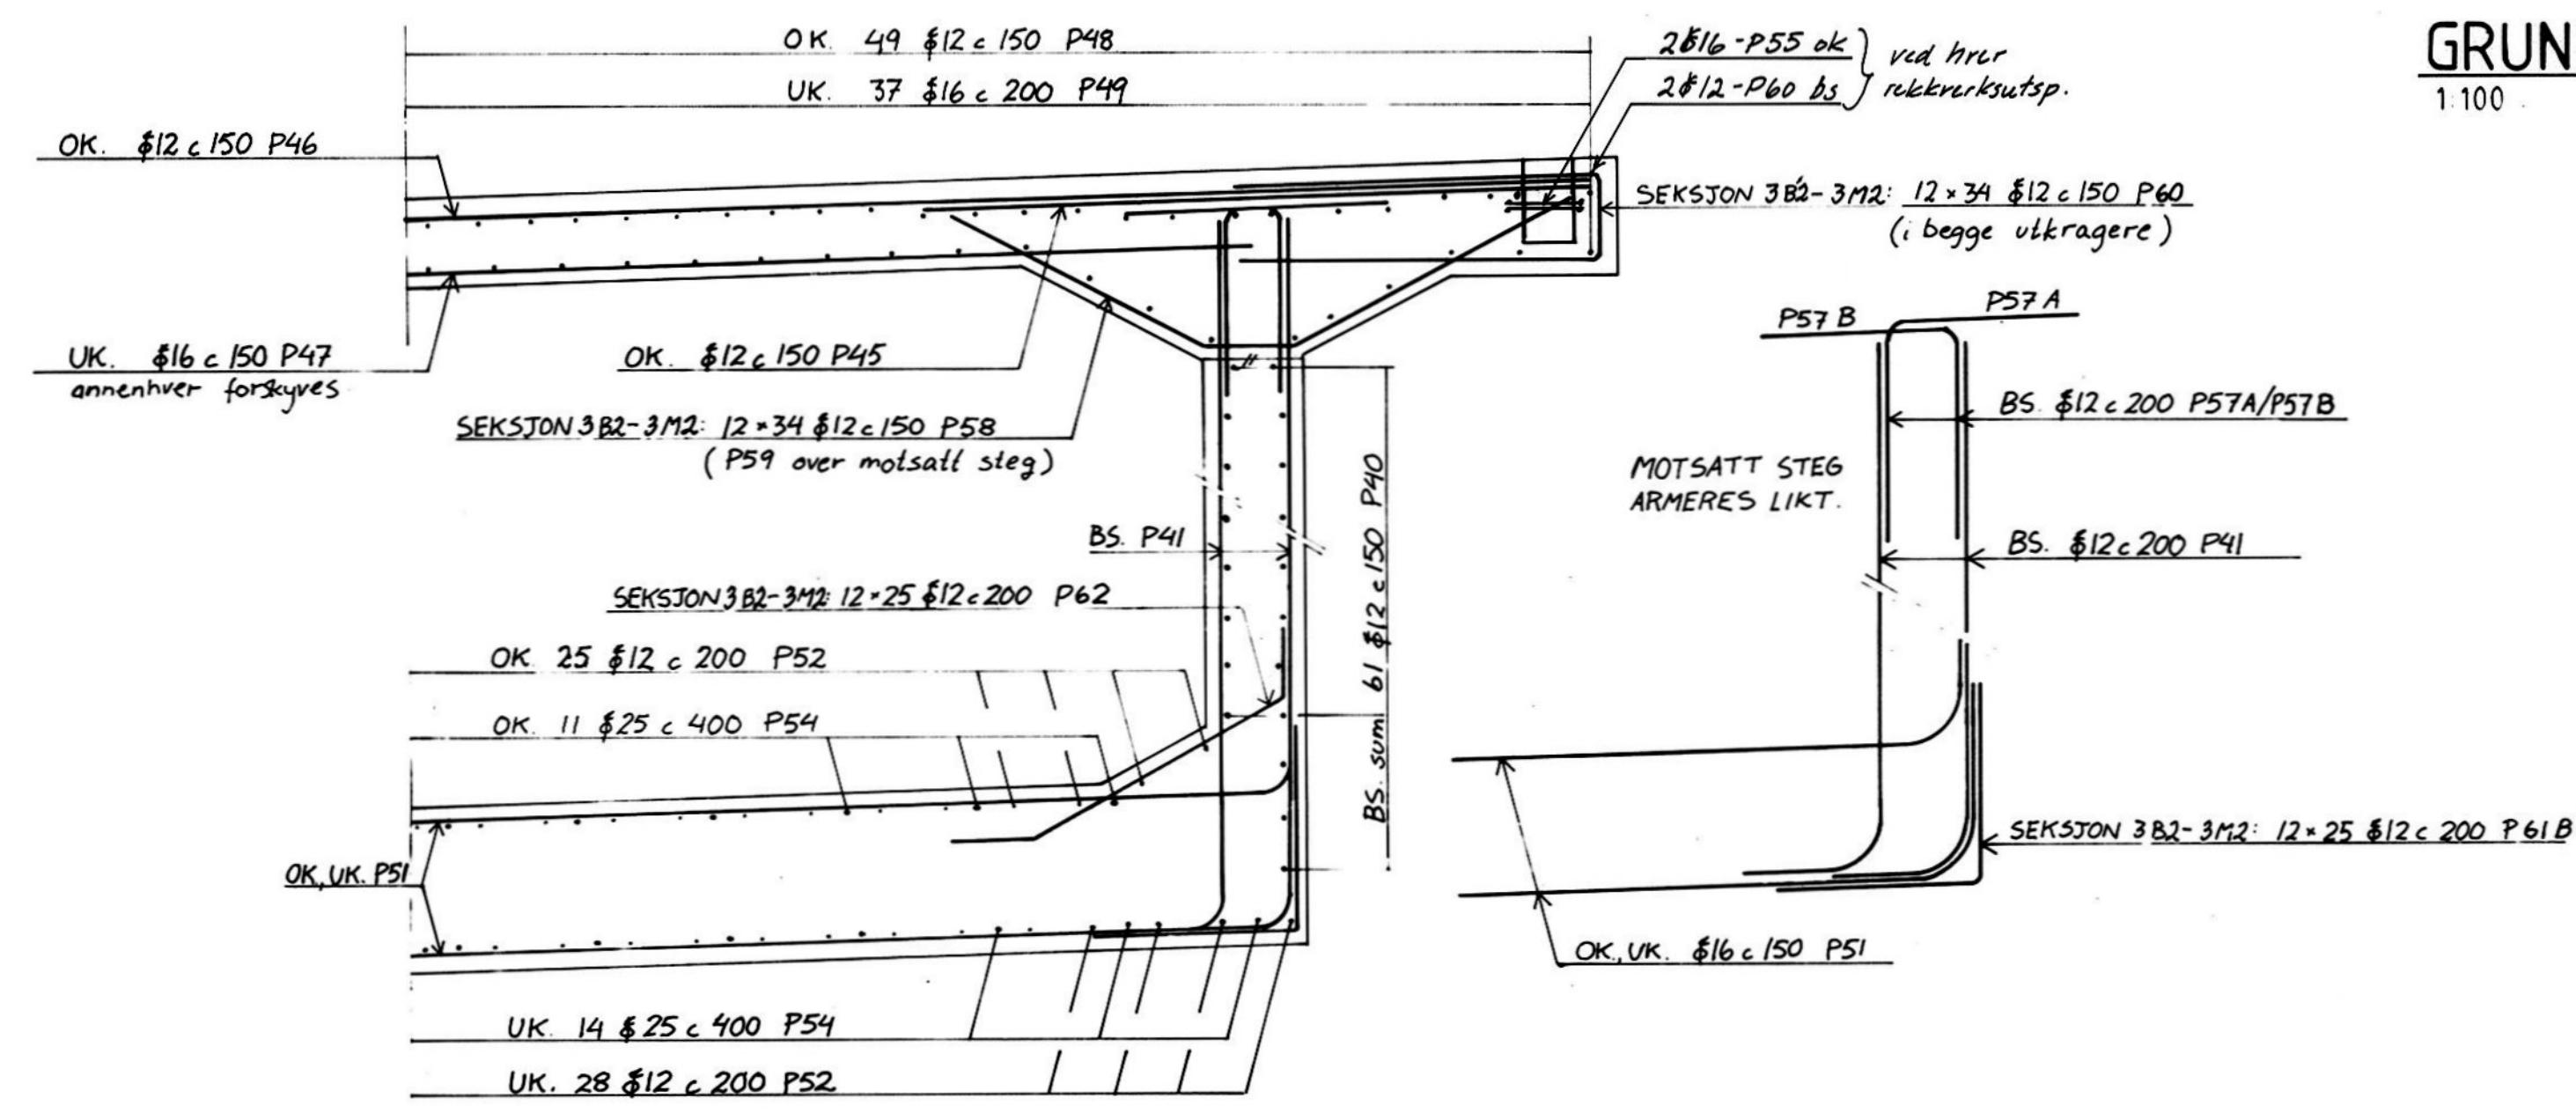 OK. 49 ϕ12 c 150 P48
UK. 37 ϕ16 c 200 P49
2ϕ16-P55 ok
2ϕ12-P60 bs
ved hver
rekkverksutsp.
GRUN
1:100
OK. ϕ12 c 150 P46
SEKSJON 3B2-3M2: 12×34 ϕ12 c 150 P60
(i begge utkragere)
UK. ϕ16 c 150 P47
annenhver forskyves
OK. ϕ12 c 150 P45
SEKSJON 3B2-3M2: 12×34 ϕ12 c 150 P58
(P59 over motsatt steg)
P57B
P57A
BS. ϕ12 c 200 P57A/P57B
MOTSATT STEG
ARMERES LIKT.
BS. P41
BS. sum 61 ϕ12 c 150 P40
BS. ϕ12 c 200 P41
SEKSJON 3B2-3M2: 12×25 ϕ12 c 200 P62
OK. 25 ϕ12 c 200 P52
OK. 11 ϕ25 c 400 P54
OK, UK. P51
SEKSJON 3B2-3M2: 12×25 ϕ12 c 200 P61B
OK., UK. ϕ16 c 150 P51
UK. 14 ϕ25 c 400 P54
UK. 28 ϕ12 c 200 P52